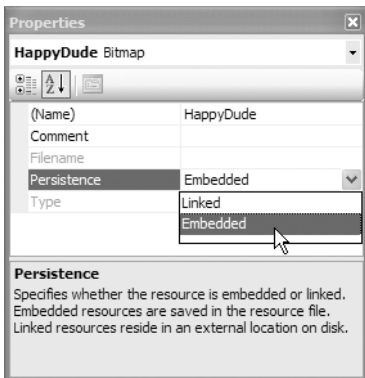 Properties
HappyDude Bitmap
(Name) HappyDude
Comment
Filename
Persistence Embedded
Type Linked
Embedded
Persistence
Specifies whether the resource is embedded or linked.
Embedded resources are saved in the resource file.
Linked resources reside in an external location on disk.